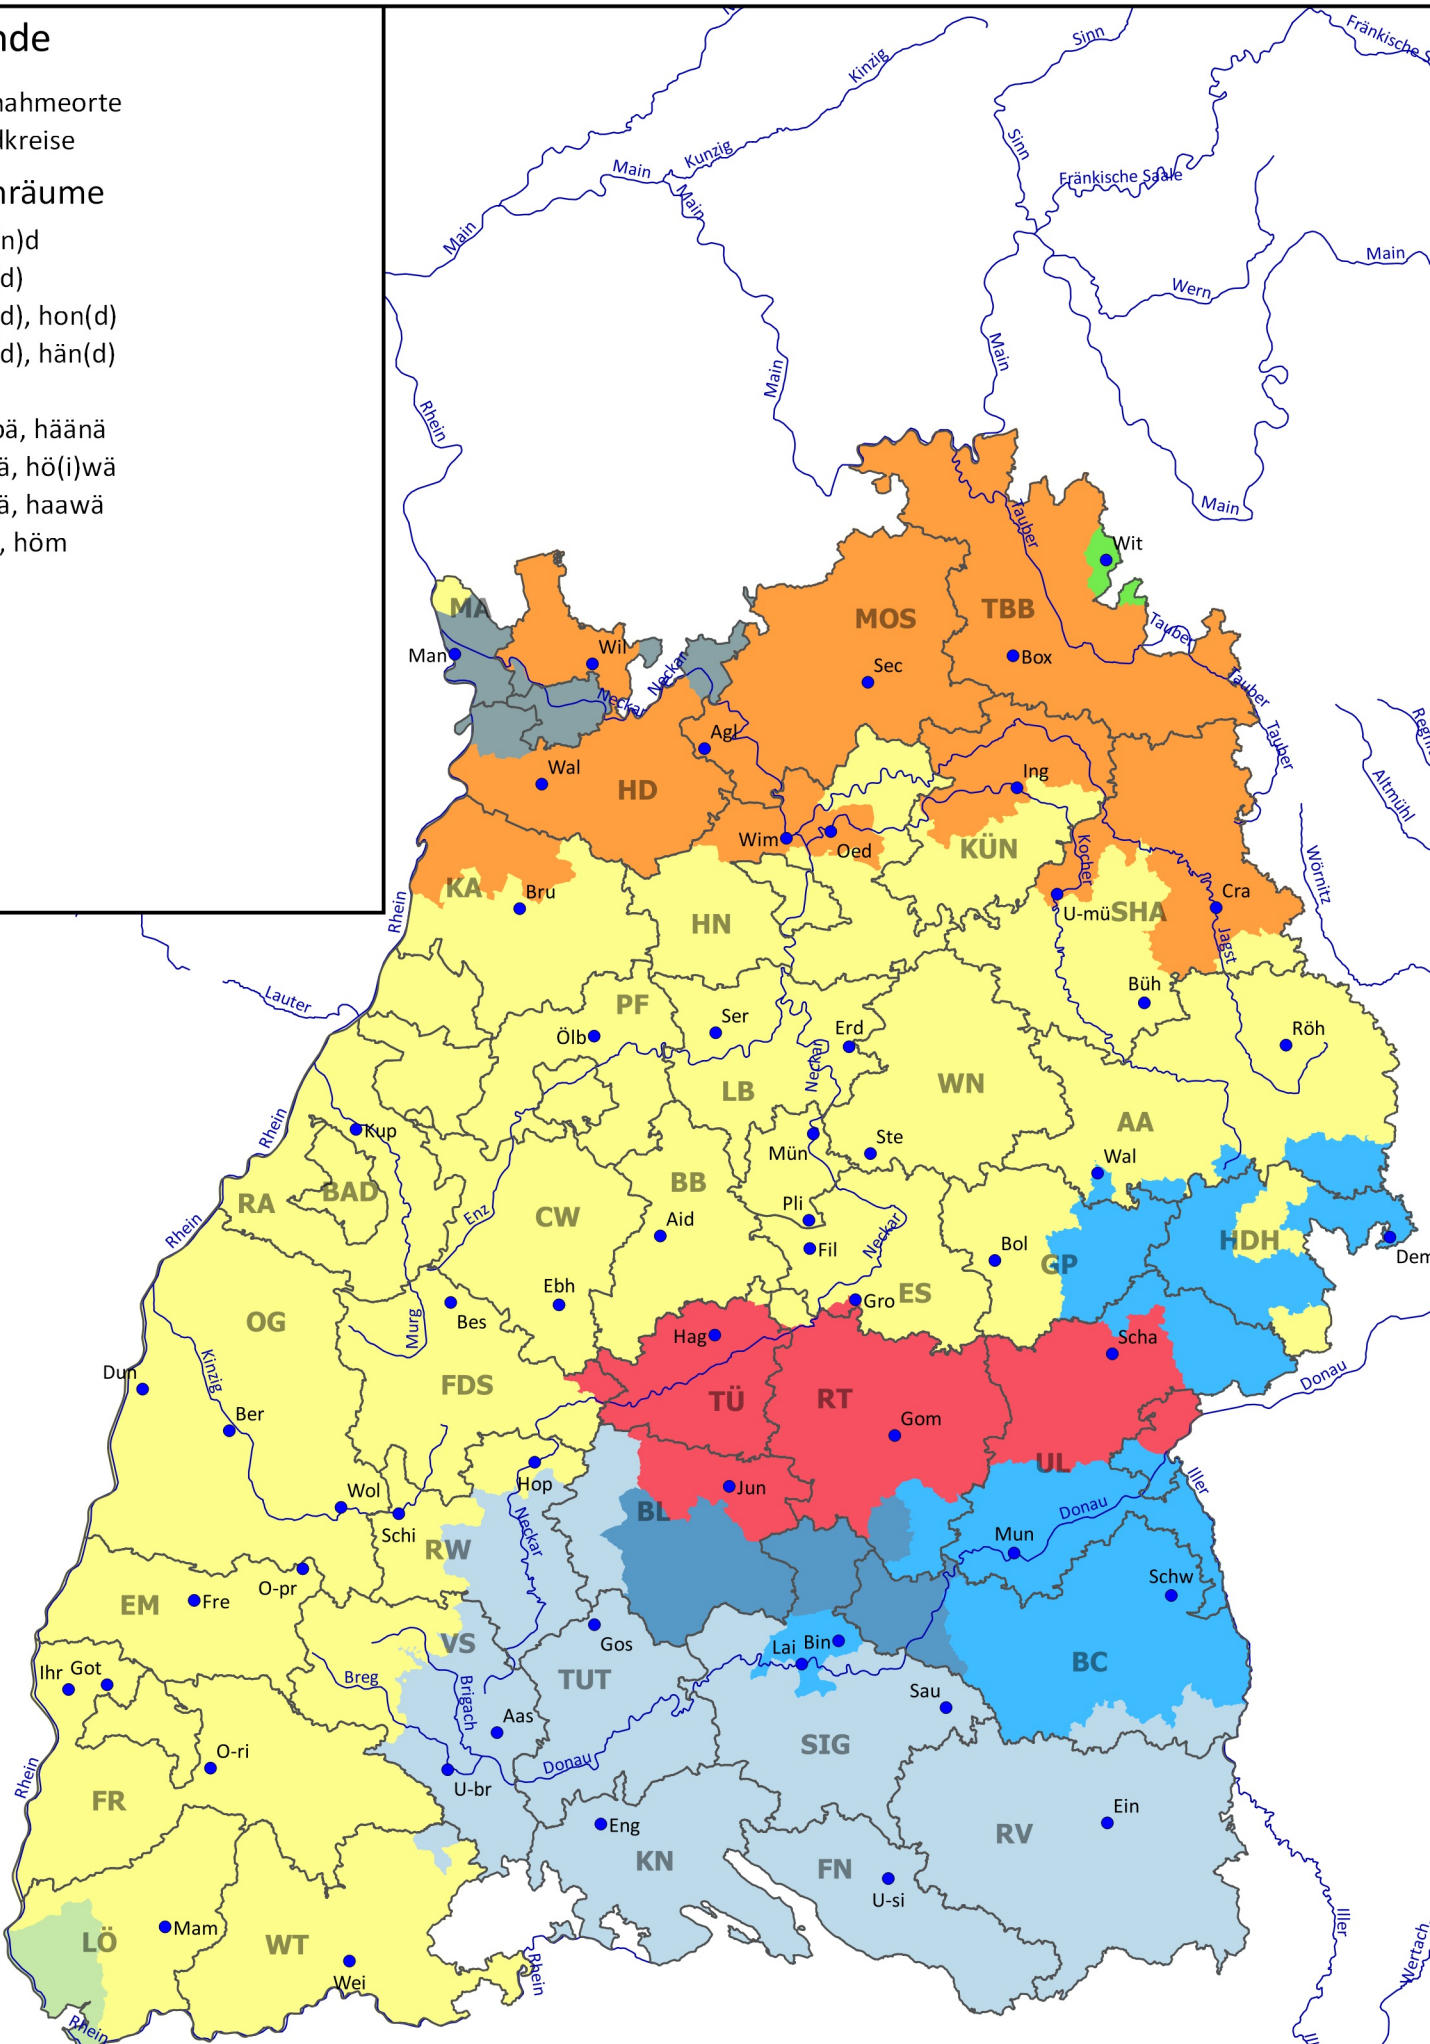 nde
nahmeorte
dkreise
nräume
n)d
d)
d), hon(d)
d), hän(d)
ä, häänä
ä, hö(i)wä
ä, haawä
, höm
Kinzig
Sinn
Fränkische S
Sinn
Main
Kunzig
Main
Fränkische Saale
Main
Main
Wern
Main
Main
Rhein
Main
Tauber
Wit
MA
MOS
TBB
Tauber
Man
Wil
Neckar
Sec
Box
Neckar
Tauber
Agl
Tauber
Wal
HD
Ing
Altmühl
Wim
Oed
KÜN
Kocher
Wörnitz
KA
Bru
Rhein
HN
U-mü
SHA
Cra
Jagst
Lauter
PF
Büh
Ölb
Ser
Erd
Röh
Neckar
LB
WN
Rhein
Kup
AA
Mün
Ste
Wal
RA
BAD
BB
Enz
CW
Pli
Aid
Neckar
Rhein
Fil
Bol
GP
HDH
Dem
Ebh
ES
Gro
OG
Murg
Bes
Hag
Scha
Kinzig
Dun
FDS
Donau
TÜ
RT
Ber
Gom
UL
Hop
Iller
Wol
Jun
BL
Donau
Schi
Neckar
RW
Mun
O-pr
Schw
EM
Fre
VS
Gos
Lai
Bin
BC
Ihr
Got
Breg
TUT
Brigach
Sau
Aas
SIG
O-ri
Donau
U-br
Rhein
FR
Eng
Ein
RV
KN
FN
U-si
Mam
LÖ
WT
Iller
Wertach
Rhein
Wei
Rhein